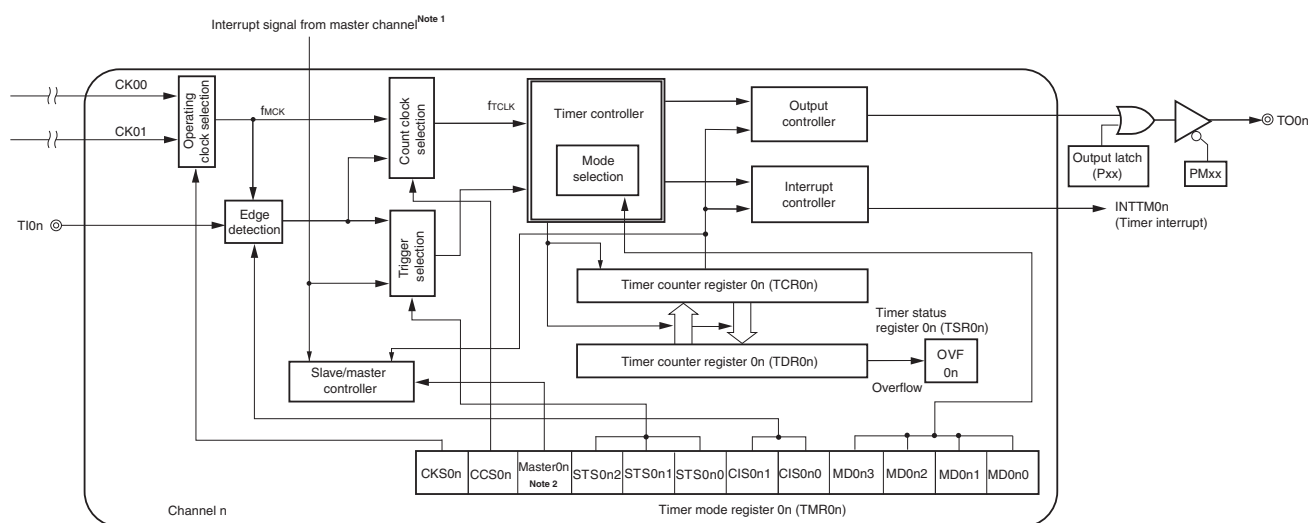 Interrupt signal from master channel Note 1
CK00
CK01
Operating
clock selection
fMCK
Count clock
selection
fTCLK
Timer controller
Mode
selection
Output
controller
Interrupt
controller
Output latch
(Pxx)
PMxx
TO0n
INTTM0n
(Timer interrupt)
TI0n
Edge
detection
Trigger
selection
Slave/master
controller
Timer counter register 0n (TCR0n)
Timer status
register 0n (TSR0n)
Timer counter register 0n (TDR0n)
Overflow
OVF
0n
CKS0n
CCS0n
Master0n
Note 2
STS0n2
STS0n1
STS0n0
CIS0n1
CIS0n0
MD0n3
MD0n2
MD0n1
MD0n0
Channel n
Timer mode register 0n (TMR0n)